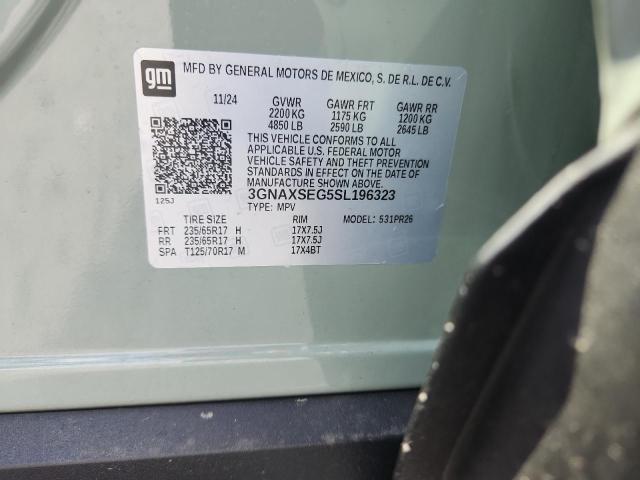 gm
MFD BY GENERAL MOTORS DE MEXICO, S. DE R.L. DE C.V.
11/24 GVWR GAWR FRT GAWR RR
2200 KG 1175 KG 1200 KG
4850 LB 2590 LB 2645 LB
THIS VEHICLE CONFORMS TO ALL
APPLICABLE U.S. FEDERAL MOTOR
VEHICLE SAFETY AND THEFT PREVENTION
STANDARDS IN EFFECT ON THE DATE
OF MANUFACTURE SHOWN ABOVE.
125J 3GNAXSEG5SL196323
TYPE: MPV
TIRE SIZE RIM MODEL: 531PR26
FRT 235/65R17 H 17X7.5J
RR 235/65R17 H 17X7.5J
SPA T125/70R17 M 17X4BT